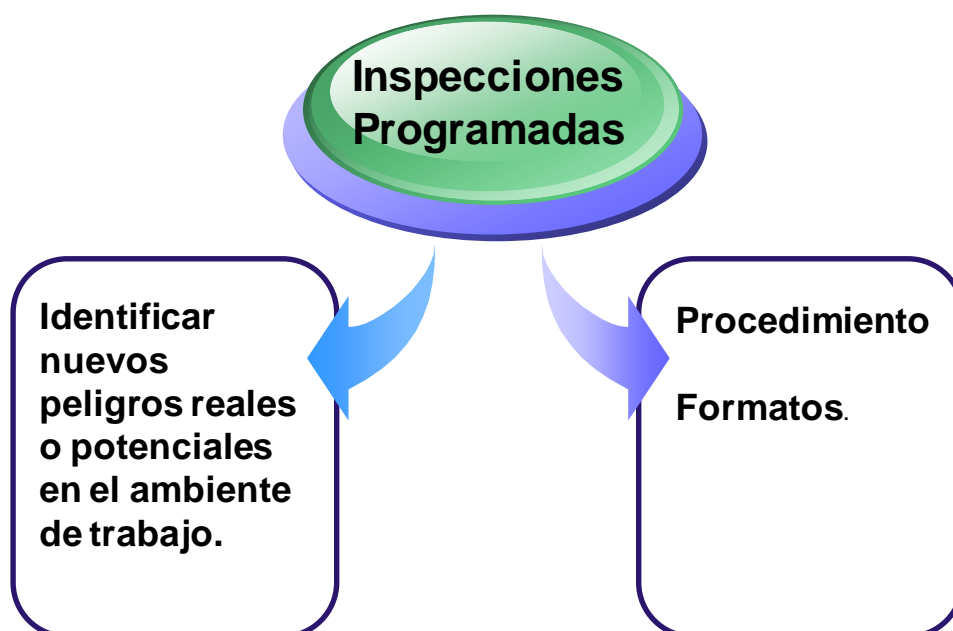 Inspecciones
Programadas
Identificar
nuevos
peligros reales
o potenciales
en el ambiente
de trabajo.
Procedimiento
Formatos.